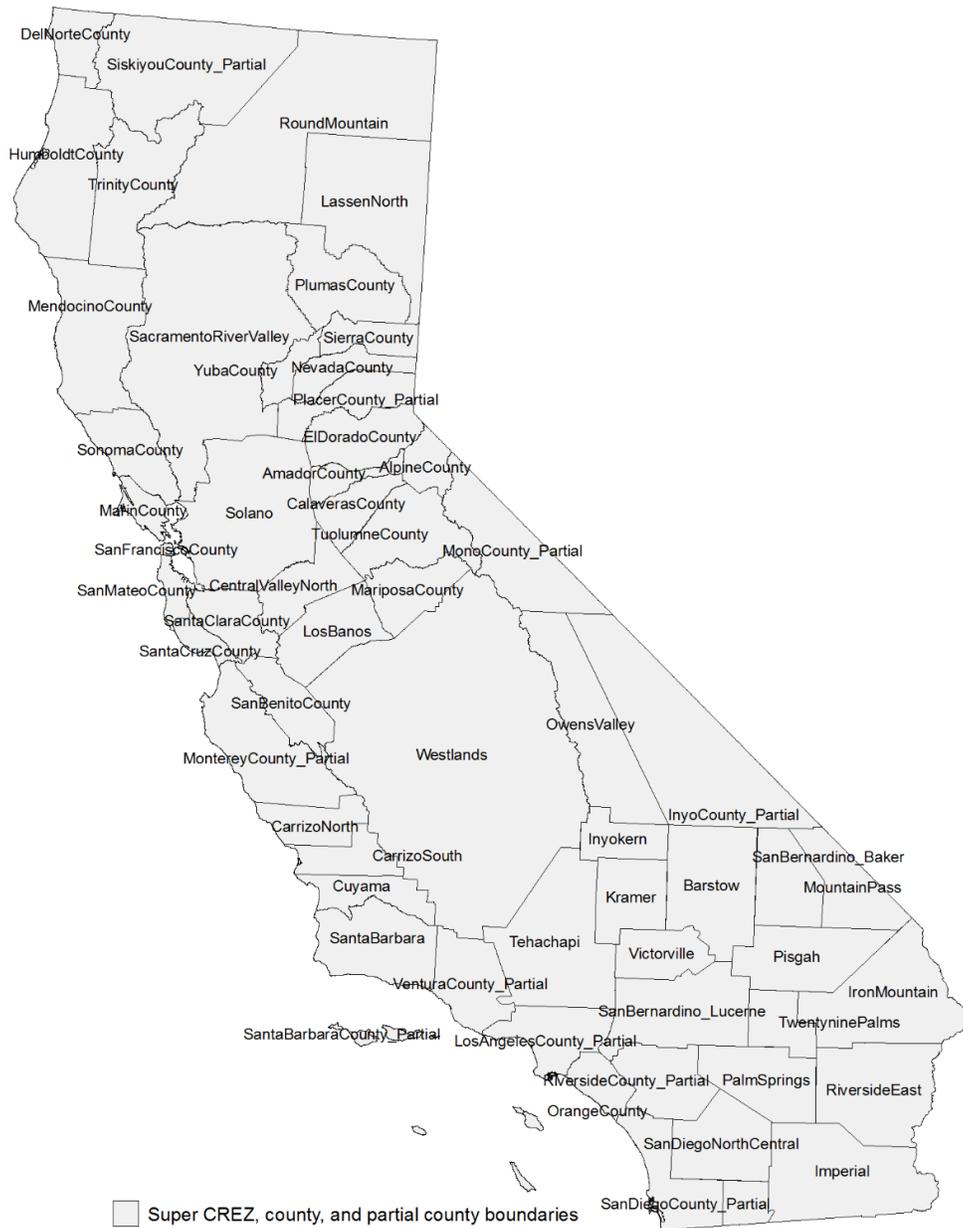 DelNorteCounty
SiskiyouCounty_Partial
RoundMountain
HumboldtCounty
TrinityCounty
LassenNorth
PlumasCounty
MendocinoCounty
SacramentoRiverValley
SierraCounty
YubaCounty
NevadaCounty
PlacerCounty_Partial
ElDoradoCounty
SonomaCounty
AmadorCounty
AlpineCounty
CalaverasCounty
MarinCounty
Solano
TuolumneCounty
SanFranciscoCounty
MonoCounty_Partial
SanMateoCounty
CentralValleyNorth
MariposaCounty
SantaClaraCounty
LosBanos
SantaCruzCounty
SanBenitoCounty
OwensValley
MontereyCounty_Partial
Westlands
InyoCounty_Partial
CarrizoNorth
Inyokern
CarrizoSouth
SanBernardino_Baker
Cuyama
Kramer
Barstow
MountainPass
SantaBarbara
Tehachapi
Victorville
Pisgah
VenturaCounty_Partial
IronMountain
SanBernardino_Lucerne
TwentyninePalms
SantaBarbaraCounty_Partial
LosAngelesCounty_Partial
RiversideCounty_Partial
PalmSprings
RiversideEast
OrangeCounty
SanDiegoNorthCentral
Imperial
SanDiegoCounty_Partial
Super CREZ, county, and partial county boundaries